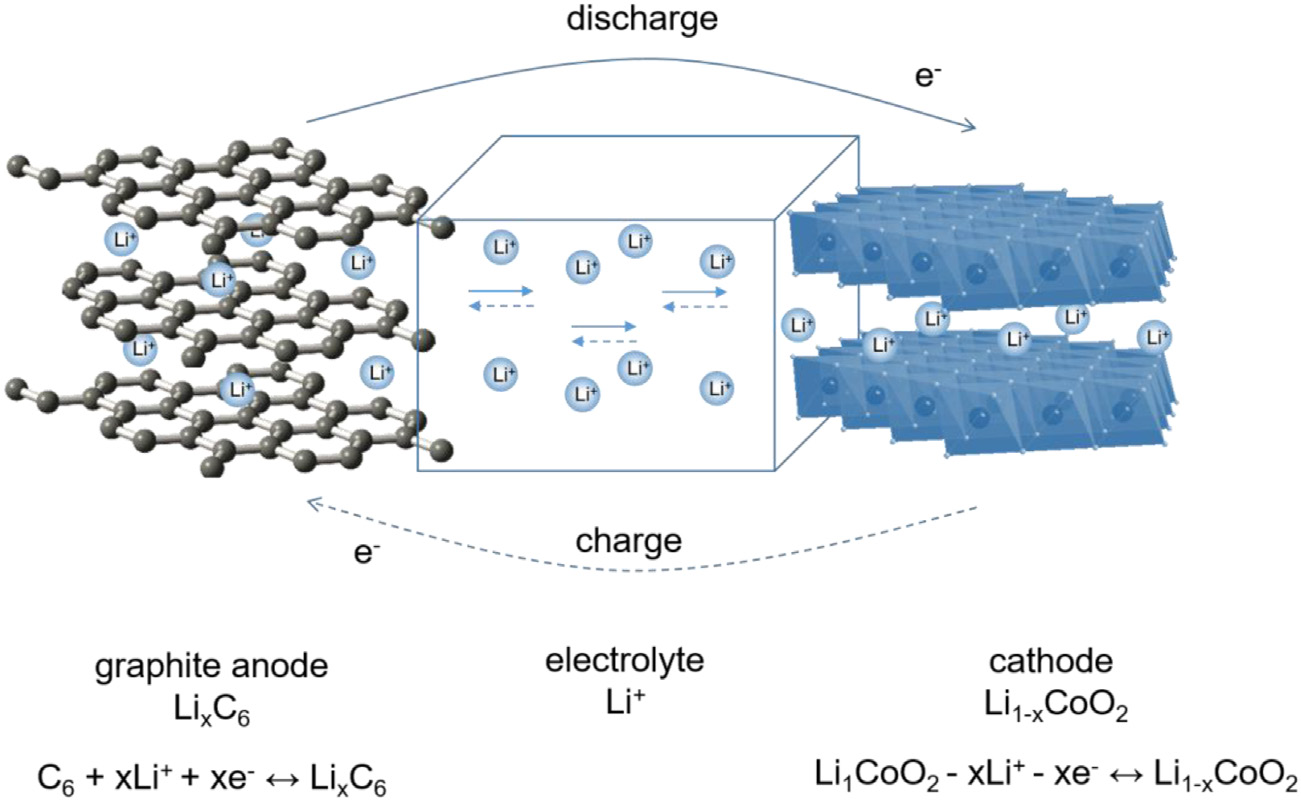 discharge
e⁻
Li⁺ Li⁺ Li⁺ Li⁺ Li⁺
Li⁺ Li⁺ Li⁺
Li⁺ Li⁺ Li⁺ Li⁺ Li⁺
Li⁺ Li⁺ Li⁺ Li⁺ Li⁺
Li⁺ Li⁺ Li⁺
e⁻
charge
graphite anode
LiₓC₆
electrolyte
Li⁺
cathode
Li₁₋ₓCoO₂
C₆ + xLi⁺ + xe⁻ ↔ LiₓC₆
Li₁CoO₂ - xLi⁺ - xe⁻ ↔ Li₁₋ₓCoO₂